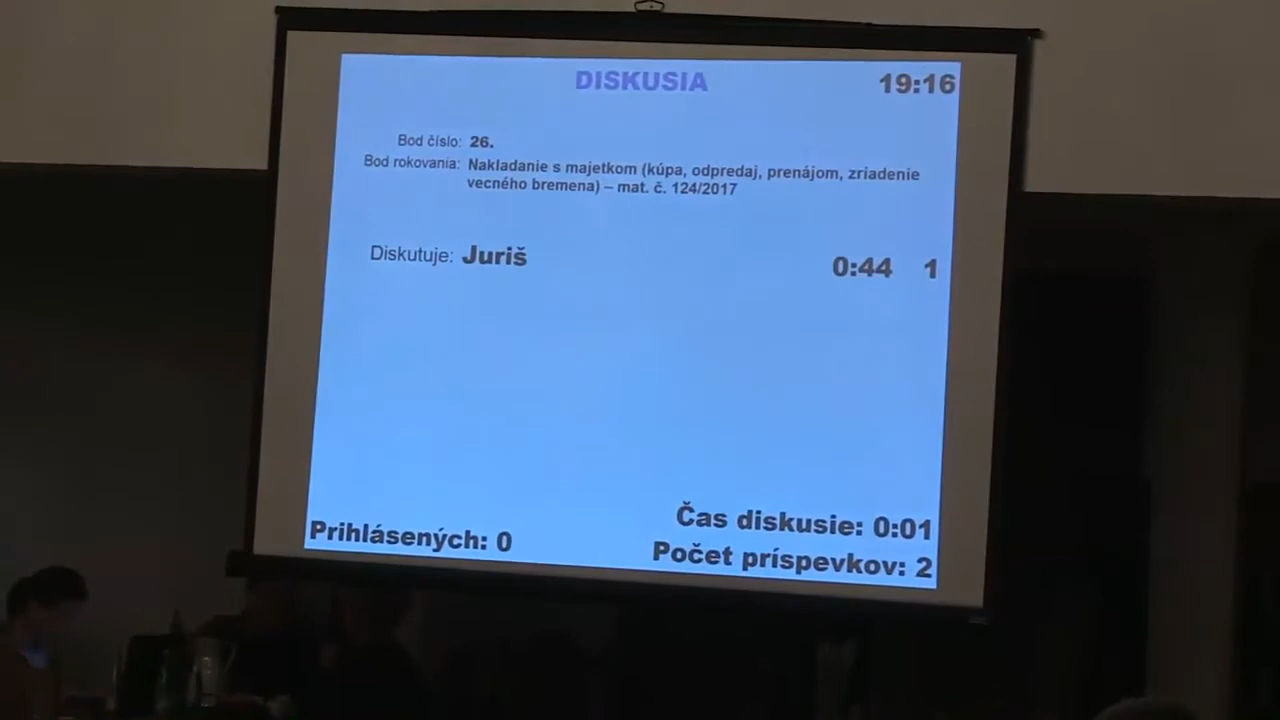 DISKUSIA 19:16
Bod číslo: 26.
Bod rokovania: Nakladanie s majetkom (kúpa, odpredaj, prenájom, zriadenie
vecného bremena) – mat. č. 124/2017
Diskutuje: Juriš 0:44 1
Čas diskusie: 0:01
Prihlásených: 0
Počet príspevkov: 2